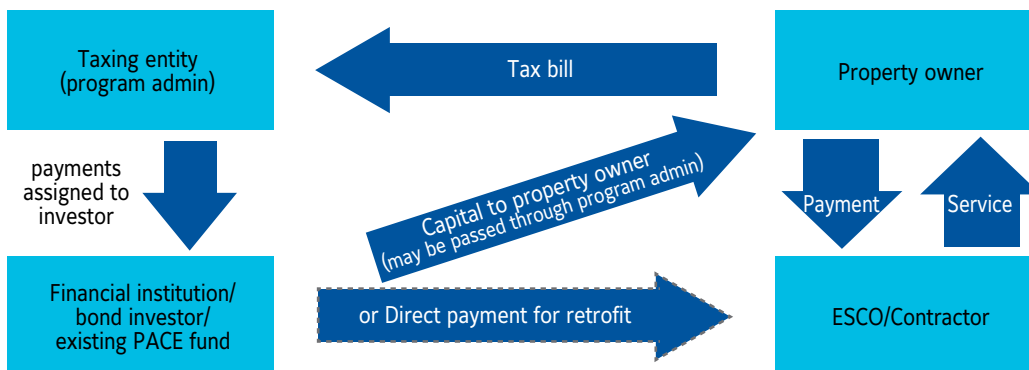 Taxing entity
(program admin)
Tax bill
Property owner
payments
assigned to
investor
Capital to property owner
(may be passed through program admin)
Payment
Service
Financial institution/
bond investor/
existing PACE fund
or Direct payment for retrofit
ESCO/Contractor